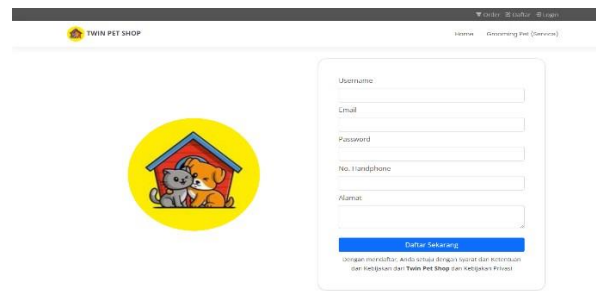 Order Daftar Login
TWIN PET SHOP
Home Grooming Pet (Service)
Username
Email
Password
No. Handphone
Alamat
Daftar Sekarang
Dengan mendaftar, Anda setuju dengan Syarat dan Ketentuan
dan Kebijakan dari Twin Pet Shop dan Kebijakan Privasi